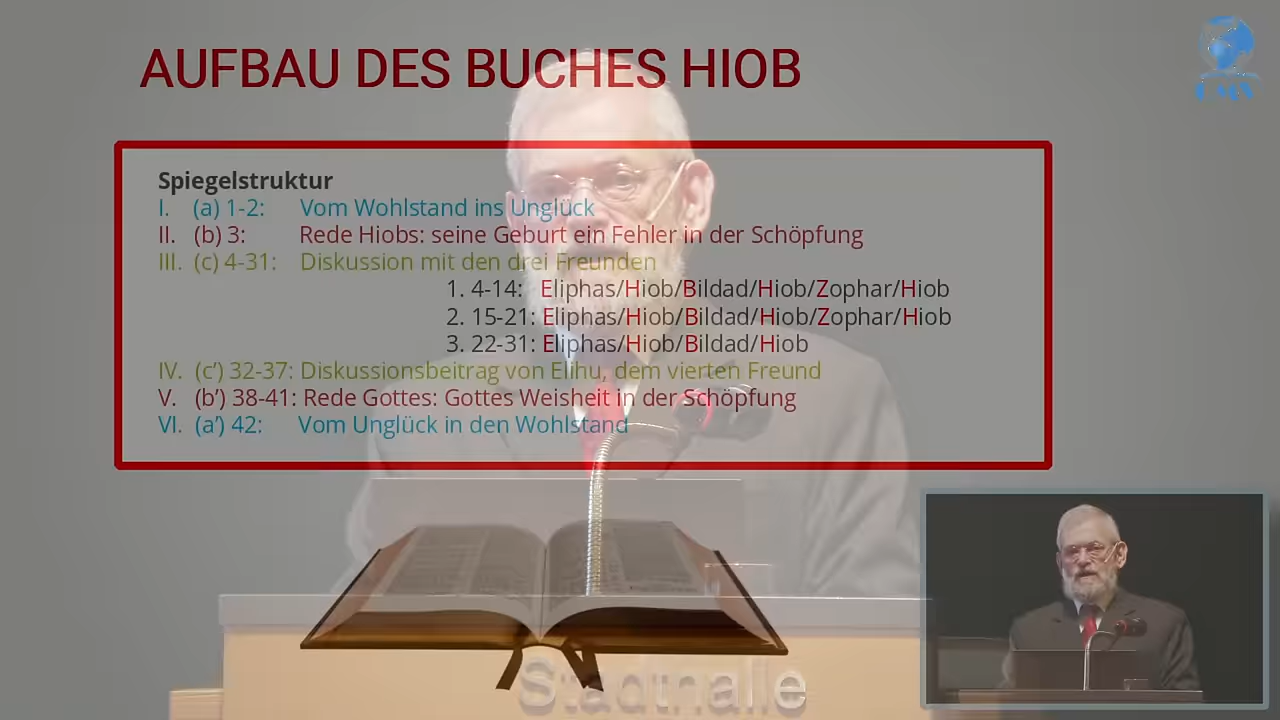 AUFBAU DES BUCHES HIOB
Spiegelstruktur
I. (a) 1-2: Vom Wohlstand ins Unglück
II. (b) 3: Rede Hiobs: seine Geburt ein Fehler in der Schöpfung
III. (c) 4-31: Diskussion mit den drei Freunden
1. 4-14: Eliphas/Hiob/Bildad/Hiob/Zophar/Hiob
2. 15-21: Eliphas/Hiob/Bildad/Hiob/Zophar/Hiob
3. 22-31: Eliphas/Hiob/Bildad/Hiob
IV. (c’) 32-37: Diskussionsbeitrag von Elihu, dem vierten Freund
V. (b’) 38-41: Rede Gottes: Gottes Weisheit in der Schöpfung
VI. (a’) 42: Vom Unglück in den Wohlstand
Stadthalle